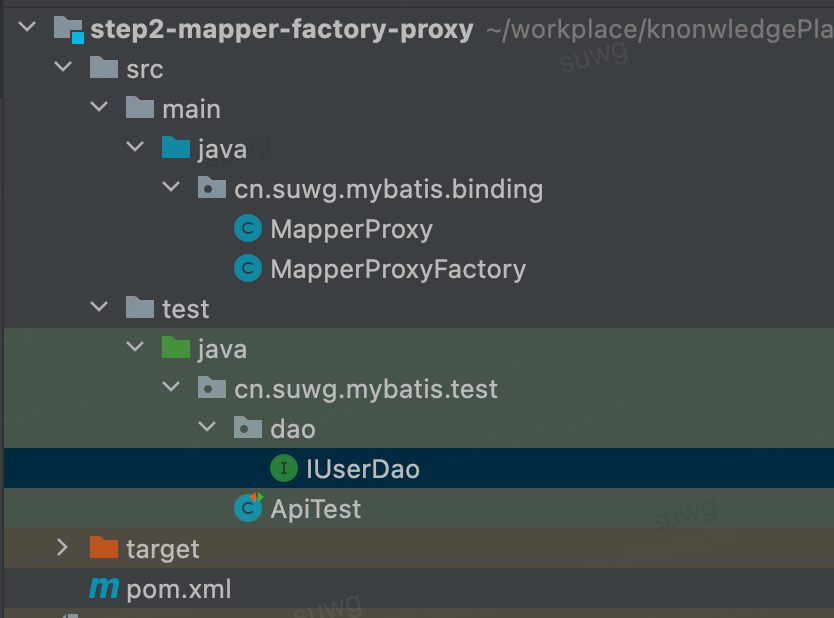 step2-mapper-factory-proxy ~/workplace/knonwledgePla
suwg
src
main
java
cn.suwg.mybatis.binding
C MapperProxy
C MapperProxyFactory
test
java
cn.suwg.mybatis.test
dao
I IUserDao
C ApiTest
suwg
target
m pom.xml
suwg